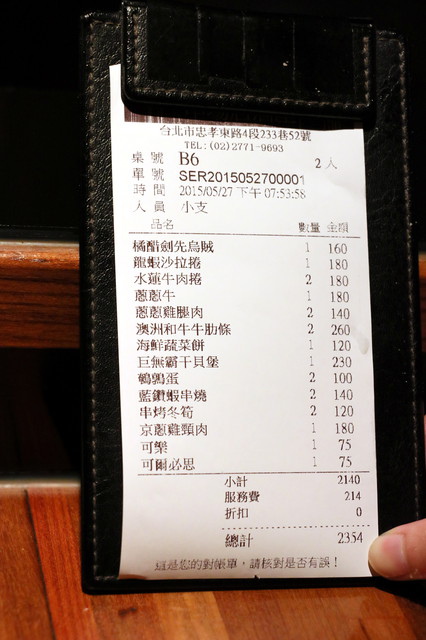 台北市忠孝東路4段233巷52號
TEL:(02)2771-9693
桌 號 B6 2 人
單 號 SER2015052700001
時 間 2015/05/27 下午 07:53:58
人 員 小支
品名 數量 金額
橘醋劍先烏賊 1 160
龍蝦沙拉捲 1 180
水蓮牛肉捲 2 180
蔥蔥牛 1 180
蔥蔥雞腿肉 2 140
澳洲和牛牛肋條 2 260
海鮮蔬菜餅 1 120
巨無霸干貝堡 1 230
鵪鶉蛋 2 100
藍鑽蝦串燒 2 140
串烤冬筍 2 120
京蔥雞頸肉 1 180
可樂 1 75
可爾必思 1 75
小計 2140
服務費 214
折扣 0
總計 2354
這是您的對帳單，請核對是否有誤！